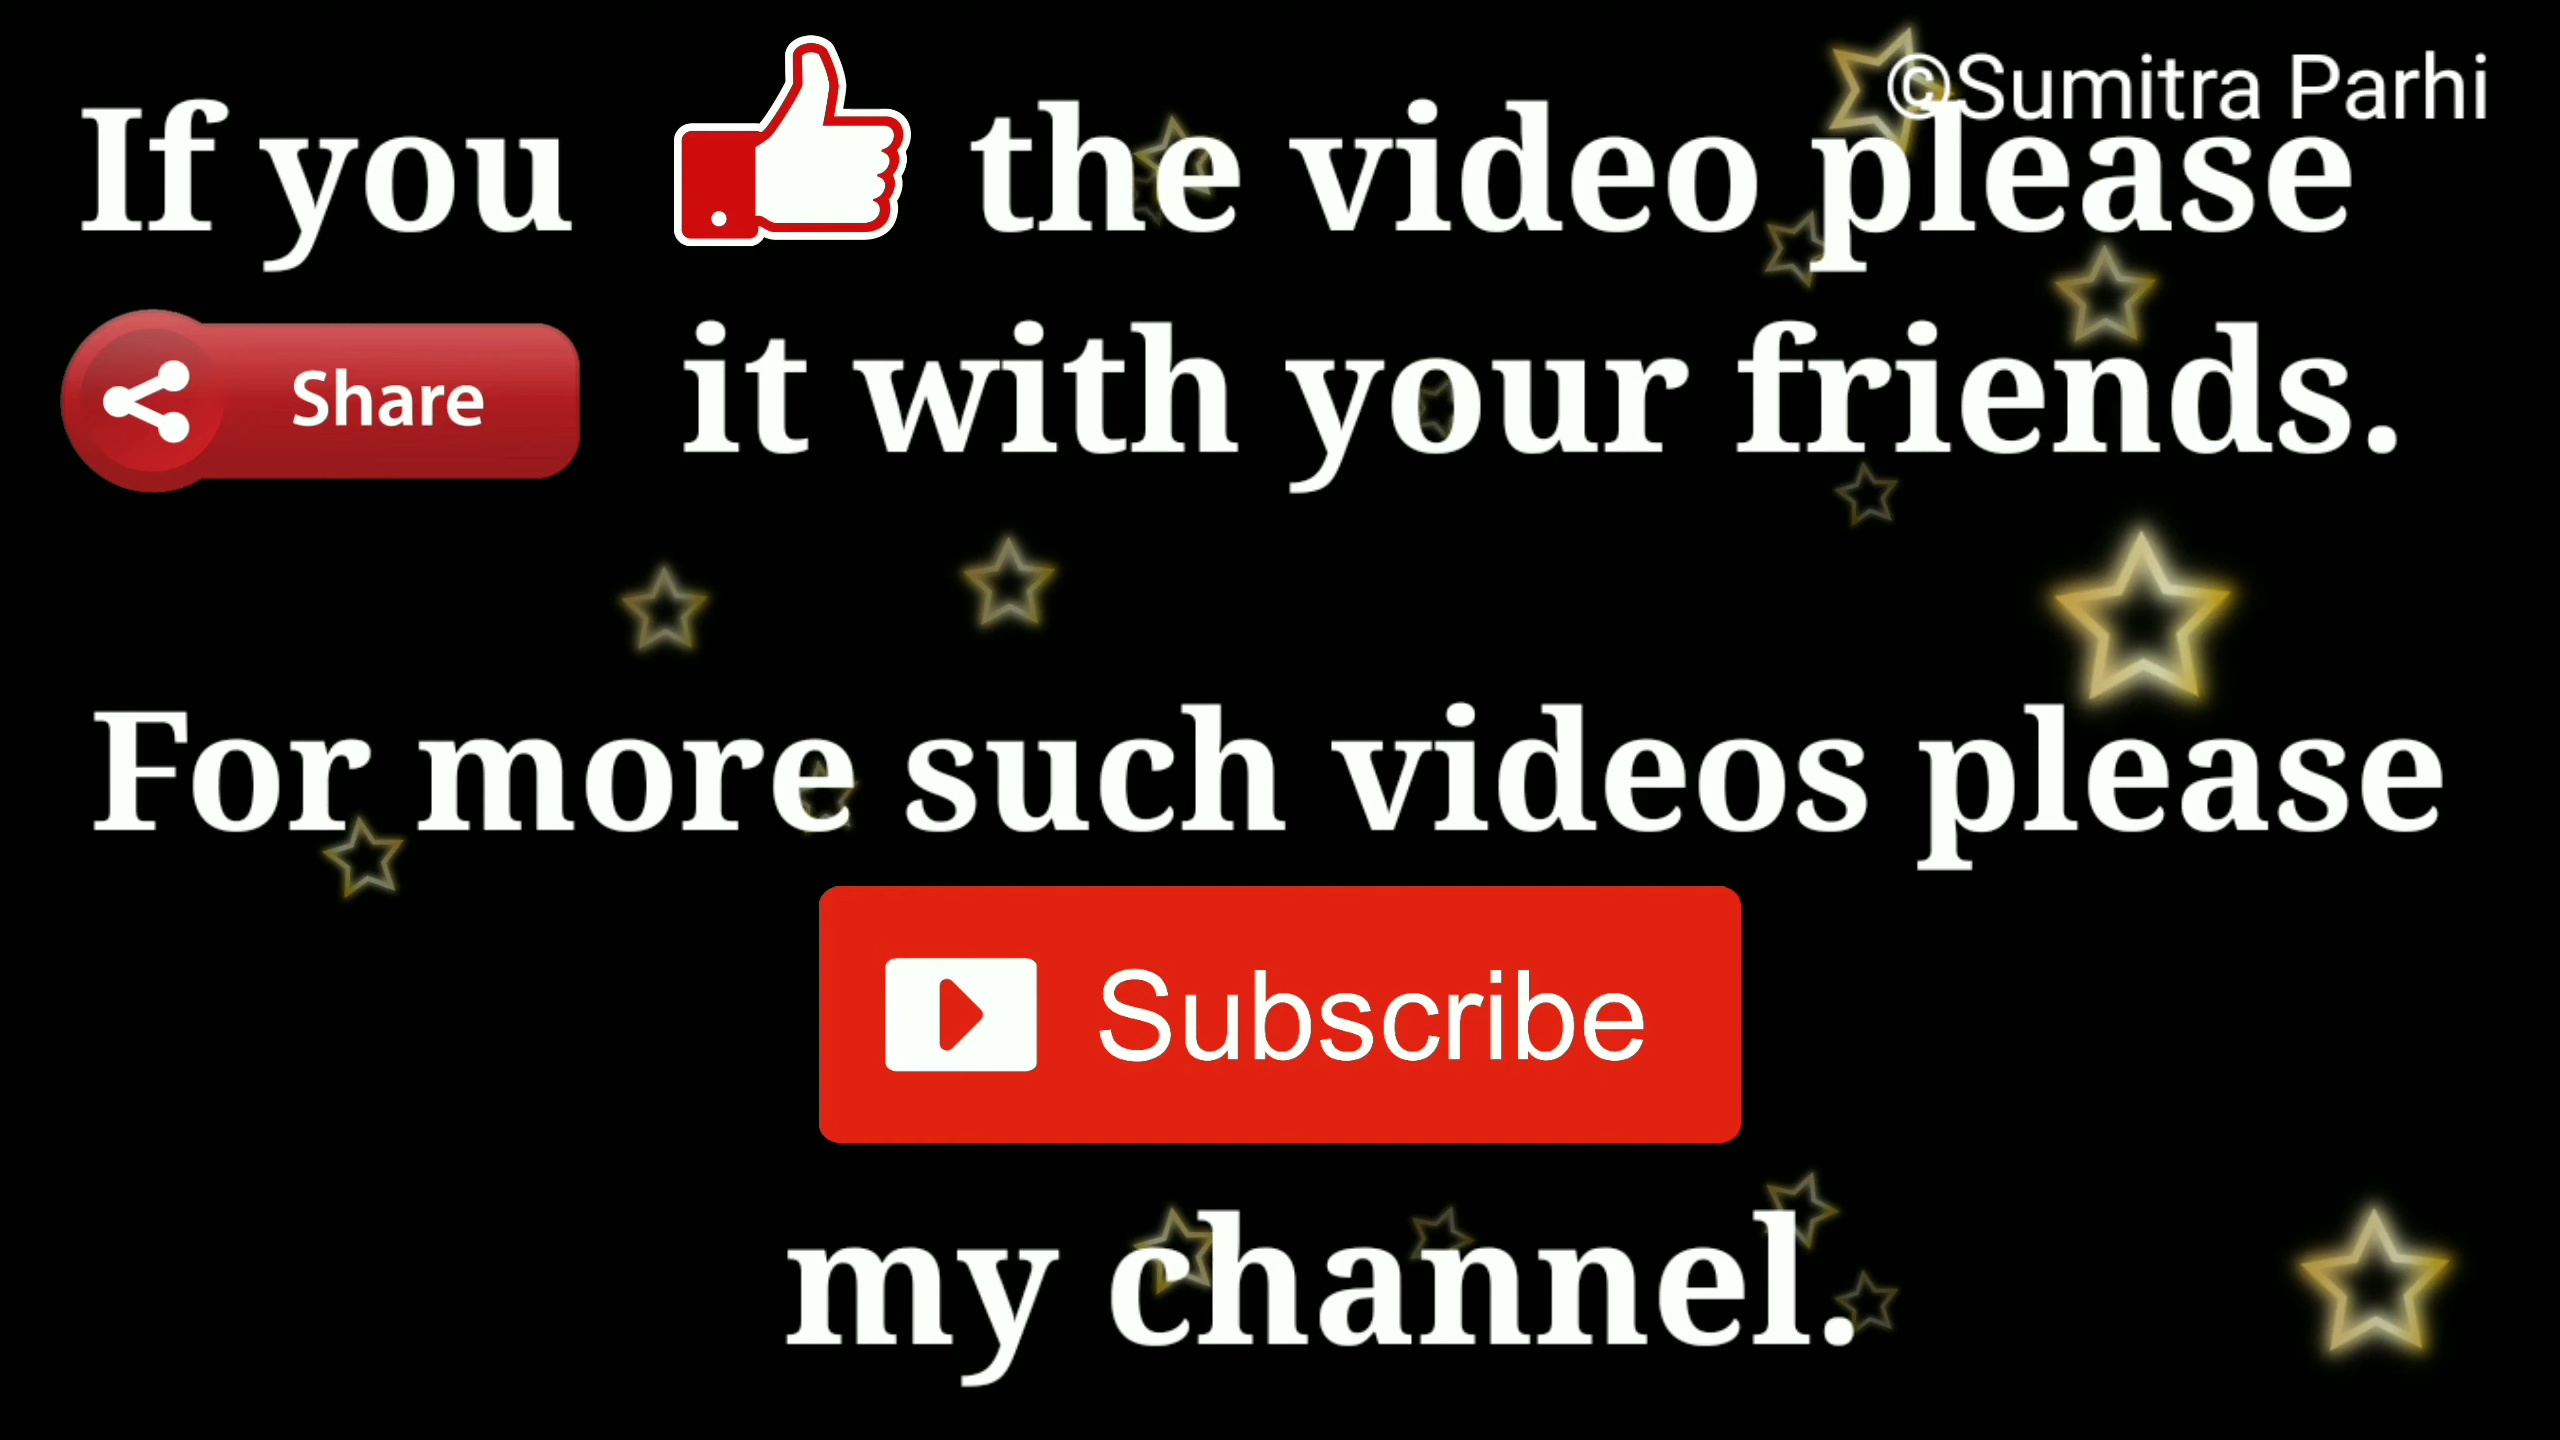 ©Sumitra Parhi
If you the video please
Share it with your friends.
For more such videos please
Subscribe
my channel.